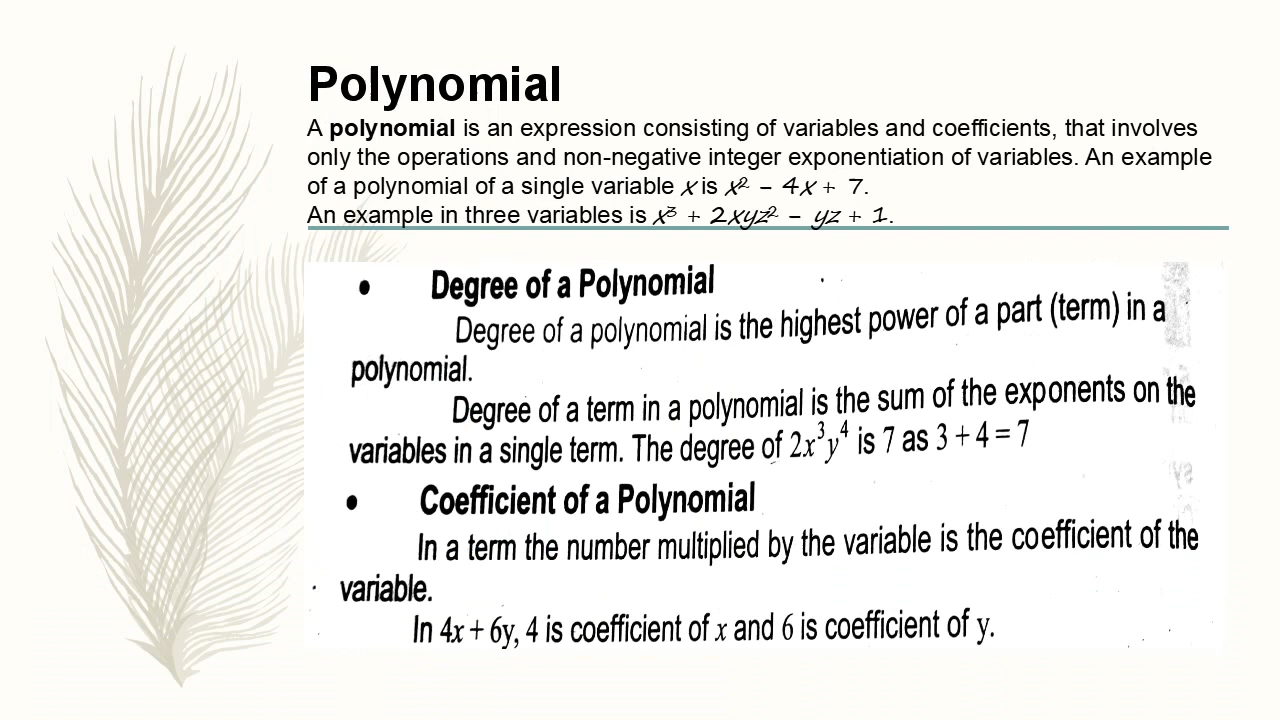 Polynomial
A polynomial is an expression consisting of variables and coefficients, that involves
only the operations and non-negative integer exponentiation of variables. An example
of a polynomial of a single variable x is x² − 4x + 7.
An example in three variables is x³ + 2xyz² − yz + 1.
• Degree of a Polynomial
Degree of a polynomial is the highest power of a part (term) in a
polynomial.
Degree of a term in a polynomial is the sum of the exponents on the
variables in a single term. The degree of 2x³y⁴ is 7 as 3 + 4 = 7
• Coefficient of a Polynomial
In a term the number multiplied by the variable is the coefficient of the
variable.
In 4x + 6y, 4 is coefficient of x and 6 is coefficient of y.